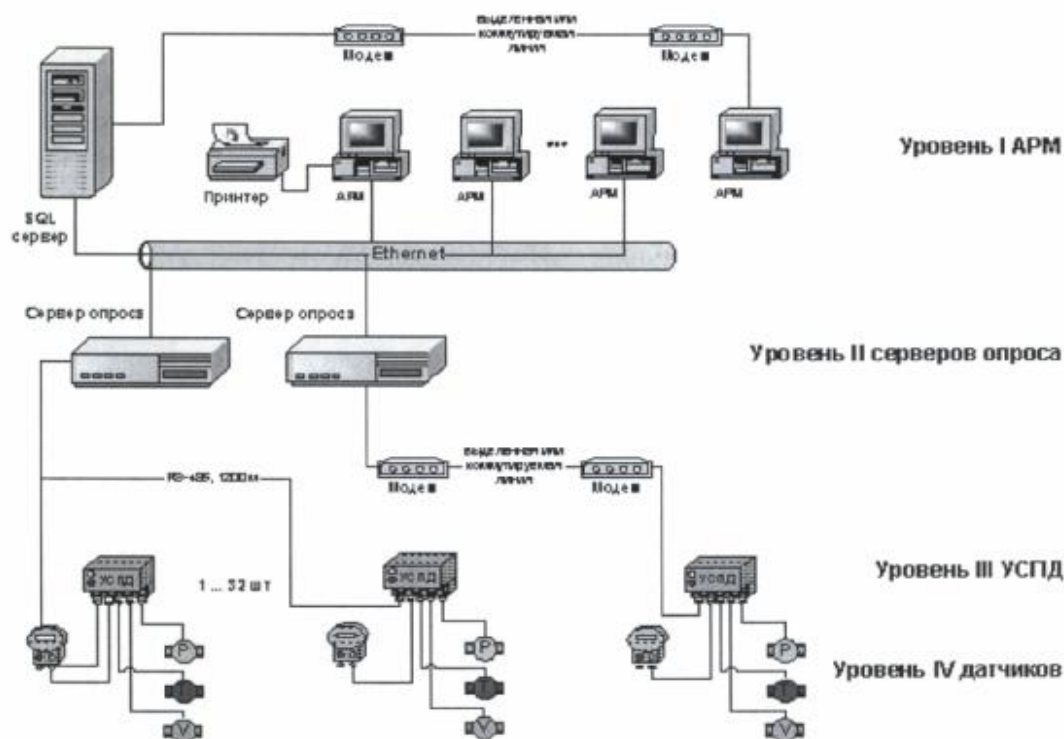 выделенная или
коммутируемая
линия
Модем
Модем
Уровень I АРМ
Принтер
АРМ
АРМ
АРМ
АРМ
SQL
сервер
Ethernet
Сервер опроса
Сервер опроса
Уровень II серверов опроса
выделенная или
коммутируемая
линия
RS-485, 1200м
Модем
Модем
УСПД
1 ... 32 шт
УСПД
УСПД
Уровень III УСПД
P
P
P
Уровень IV датчиков
T
T
T
V
V
V